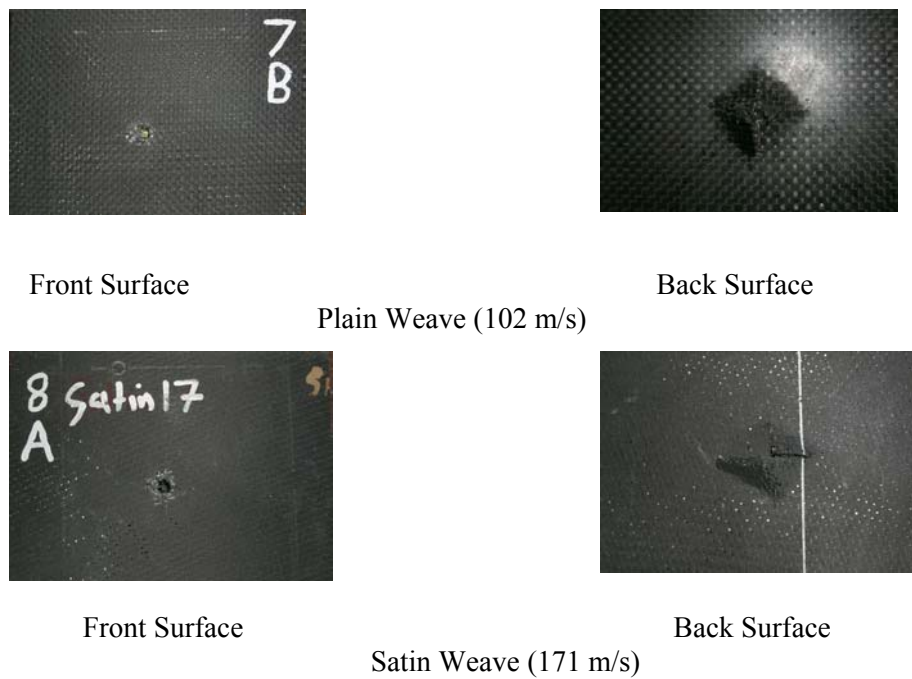 7
B
Front Surface
Back Surface
Plain Weave (102 m/s)
8 Satin 17
A
Front Surface
Back Surface
Satin Weave (171 m/s)